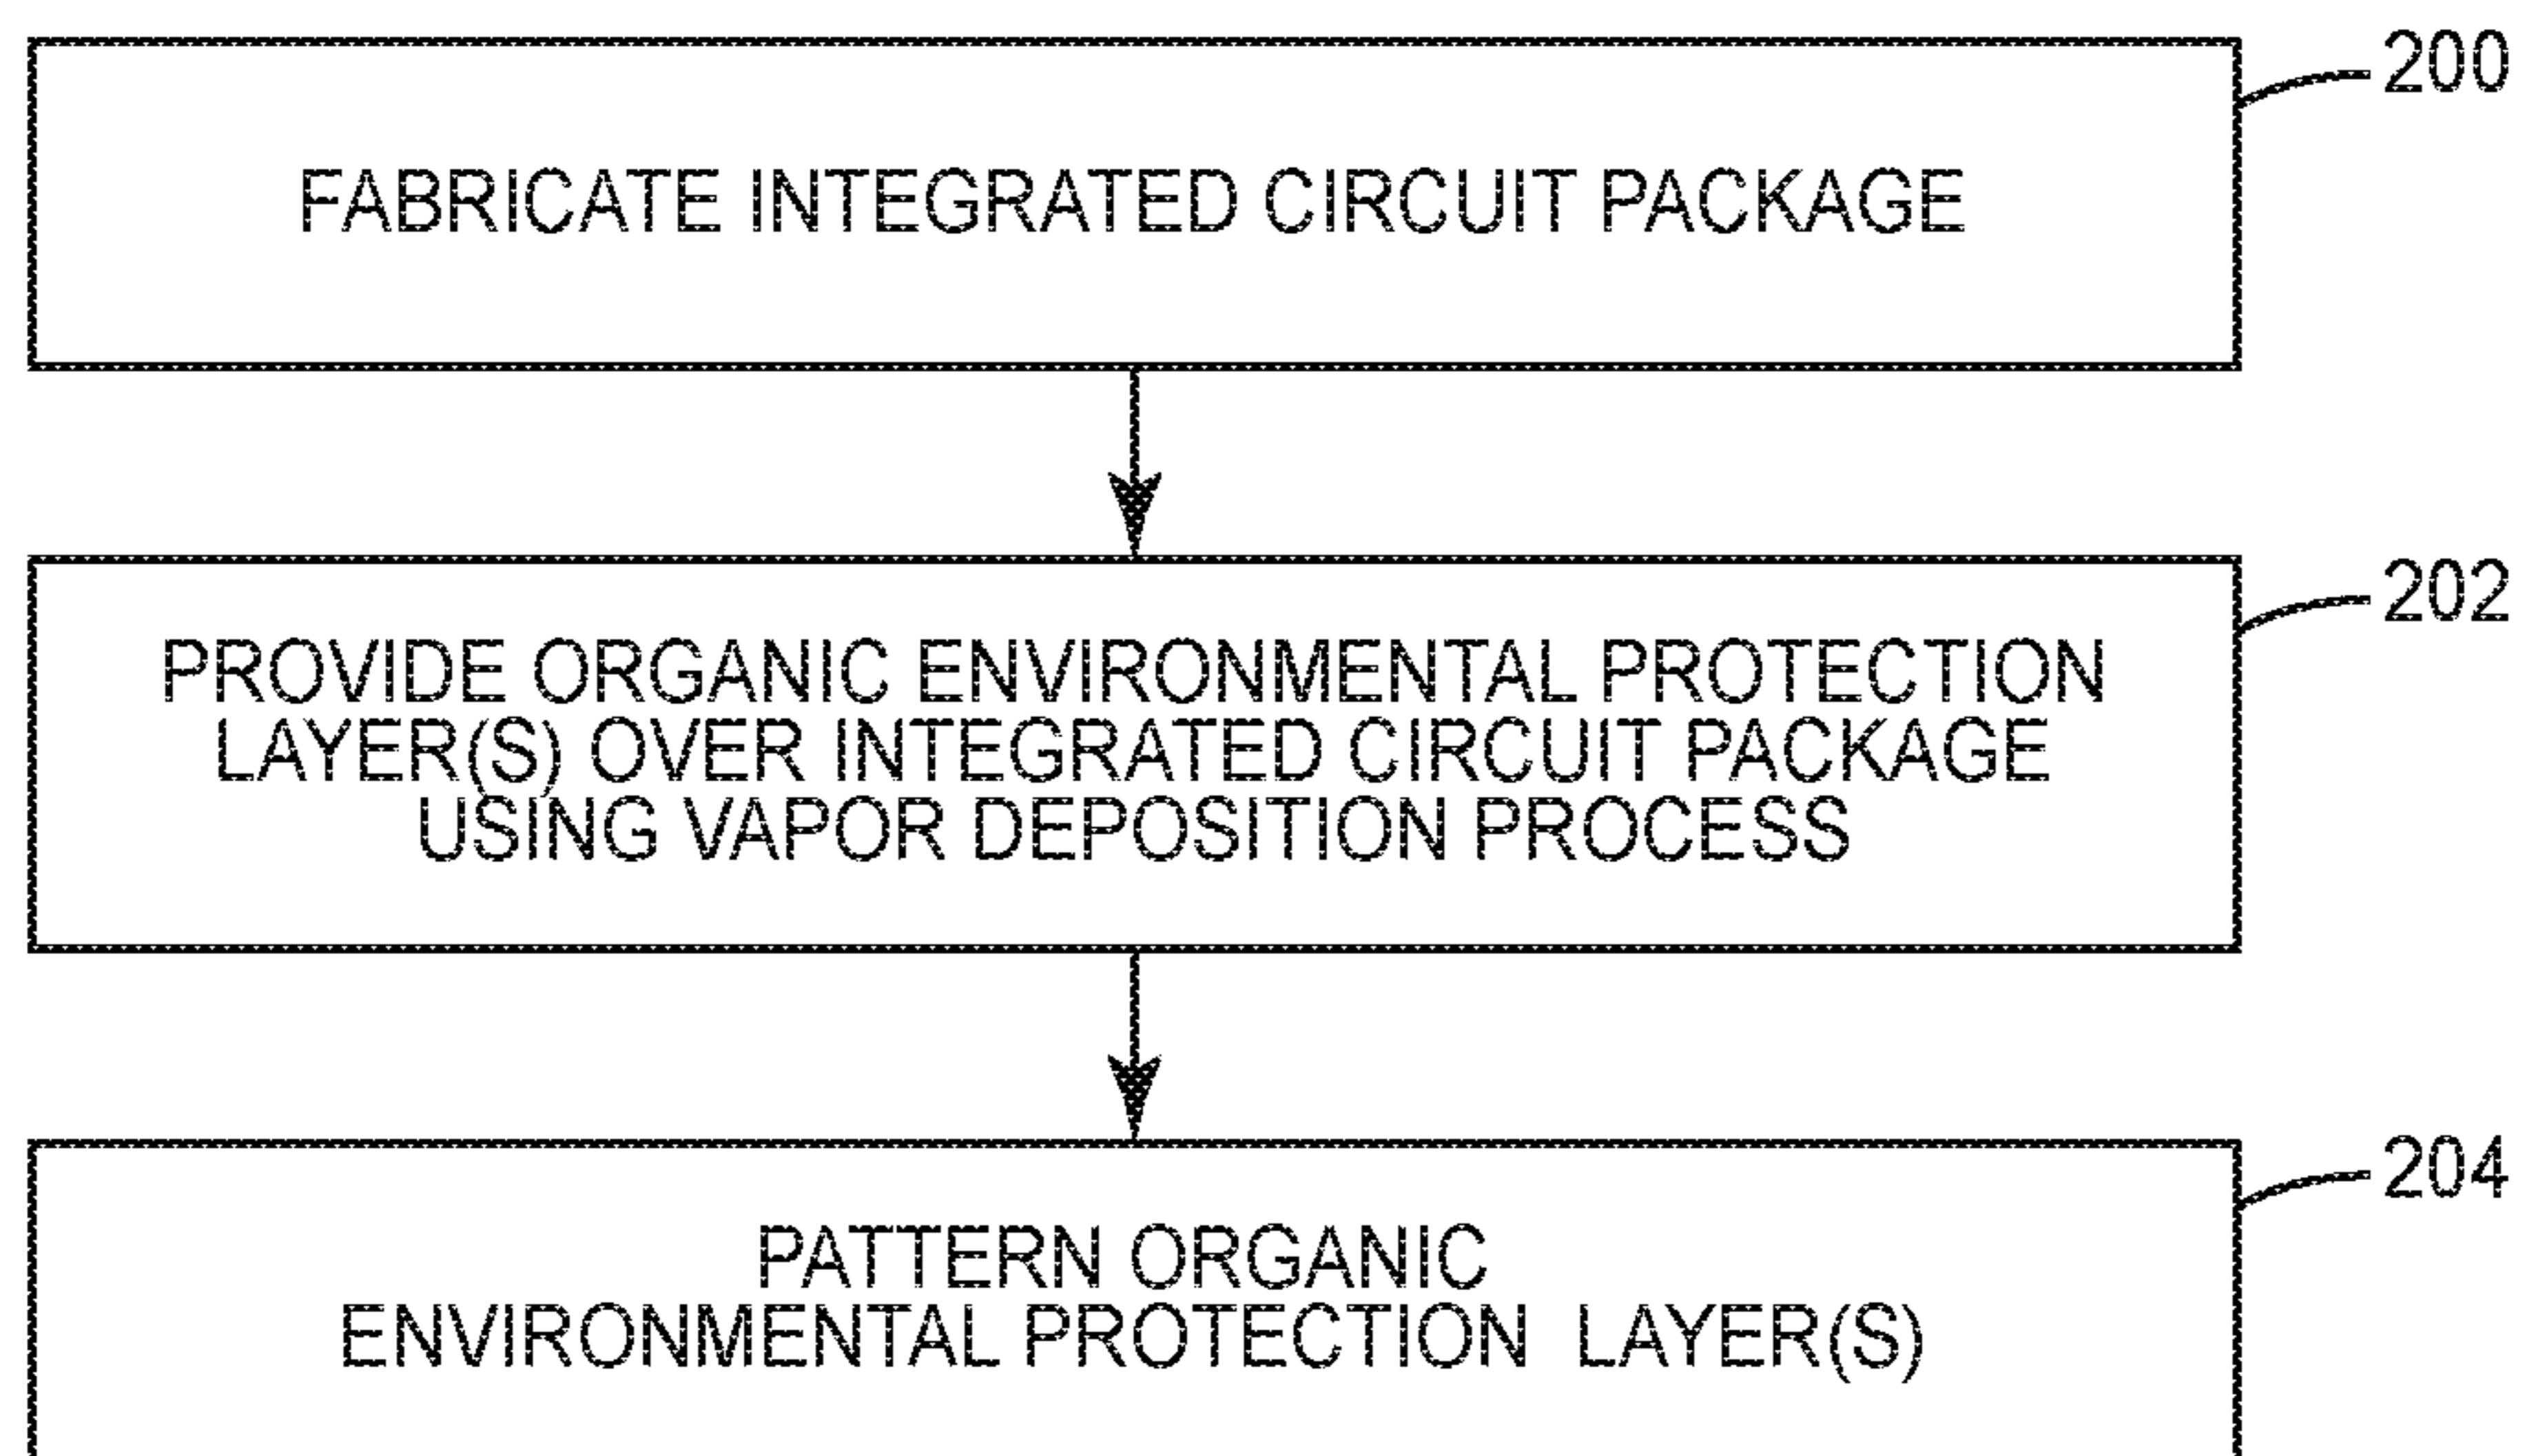 200
FABRICATE INTEGRATED CIRCUIT PACKAGE
202
PROVIDE ORGANIC ENVIRONMENTAL PROTECTION
LAYER(S) OVER INTEGRATED CIRCUIT PACKAGE
USING VAPOR DEPOSITION PROCESS
204
PATTERN ORGANIC
ENVIRONMENTAL PROTECTION LAYER(S)